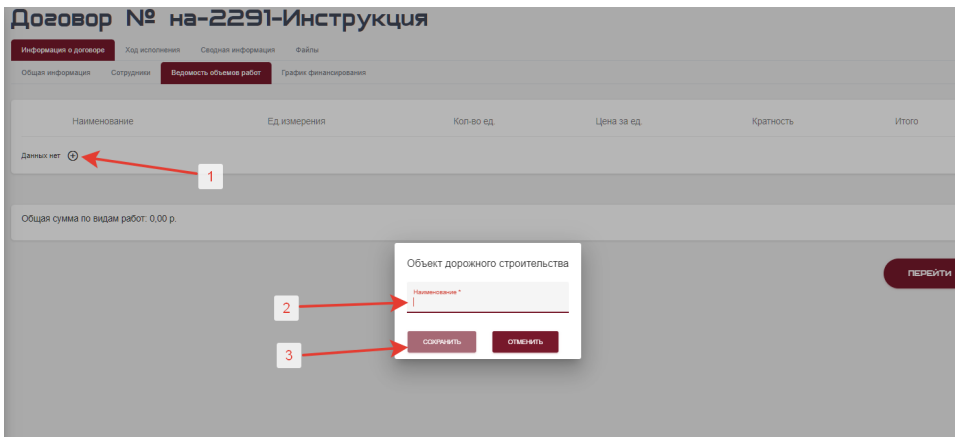 Договор № на-2291-Инструкция
Информация о договоре Ход исполнения Сводная информация Файлы
Общая информация Сотрудники Ведомость объемов работ График финансирования
Наименование Ед.измерения Кол-во ед. Цена за ед. Кратность Итого
Данных нет
1
Общая сумма по видам работ: 0,00 р.
Объект дорожного строительства
ПЕРЕЙТИ
Наименование *
2
СОХРАНИТЬ ОТМЕНИТЬ
3